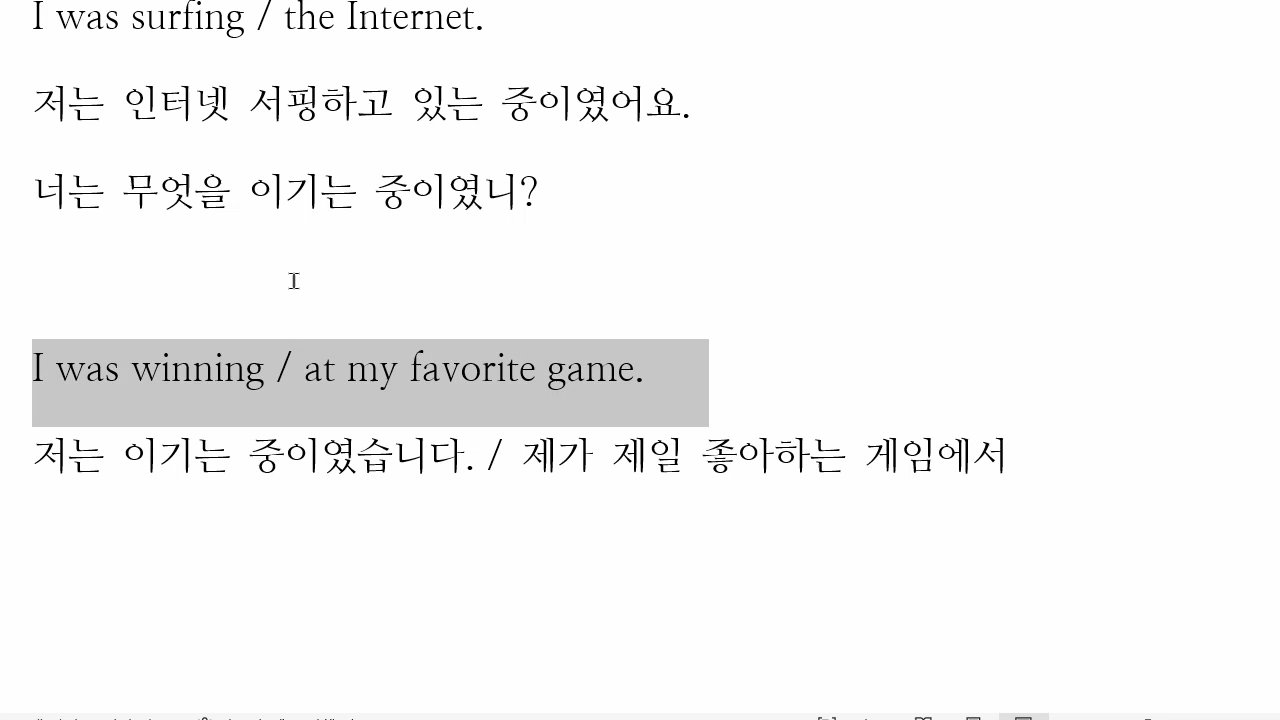 I was surfing / the Internet.
저는 인터넷 서핑하고 있는 중이였어요.
너는 무엇을 이기는 중이였니?
I was winning / at my favorite game.
저는 이기는 중이였습니다. / 제가 제일 좋아하는 게임에서